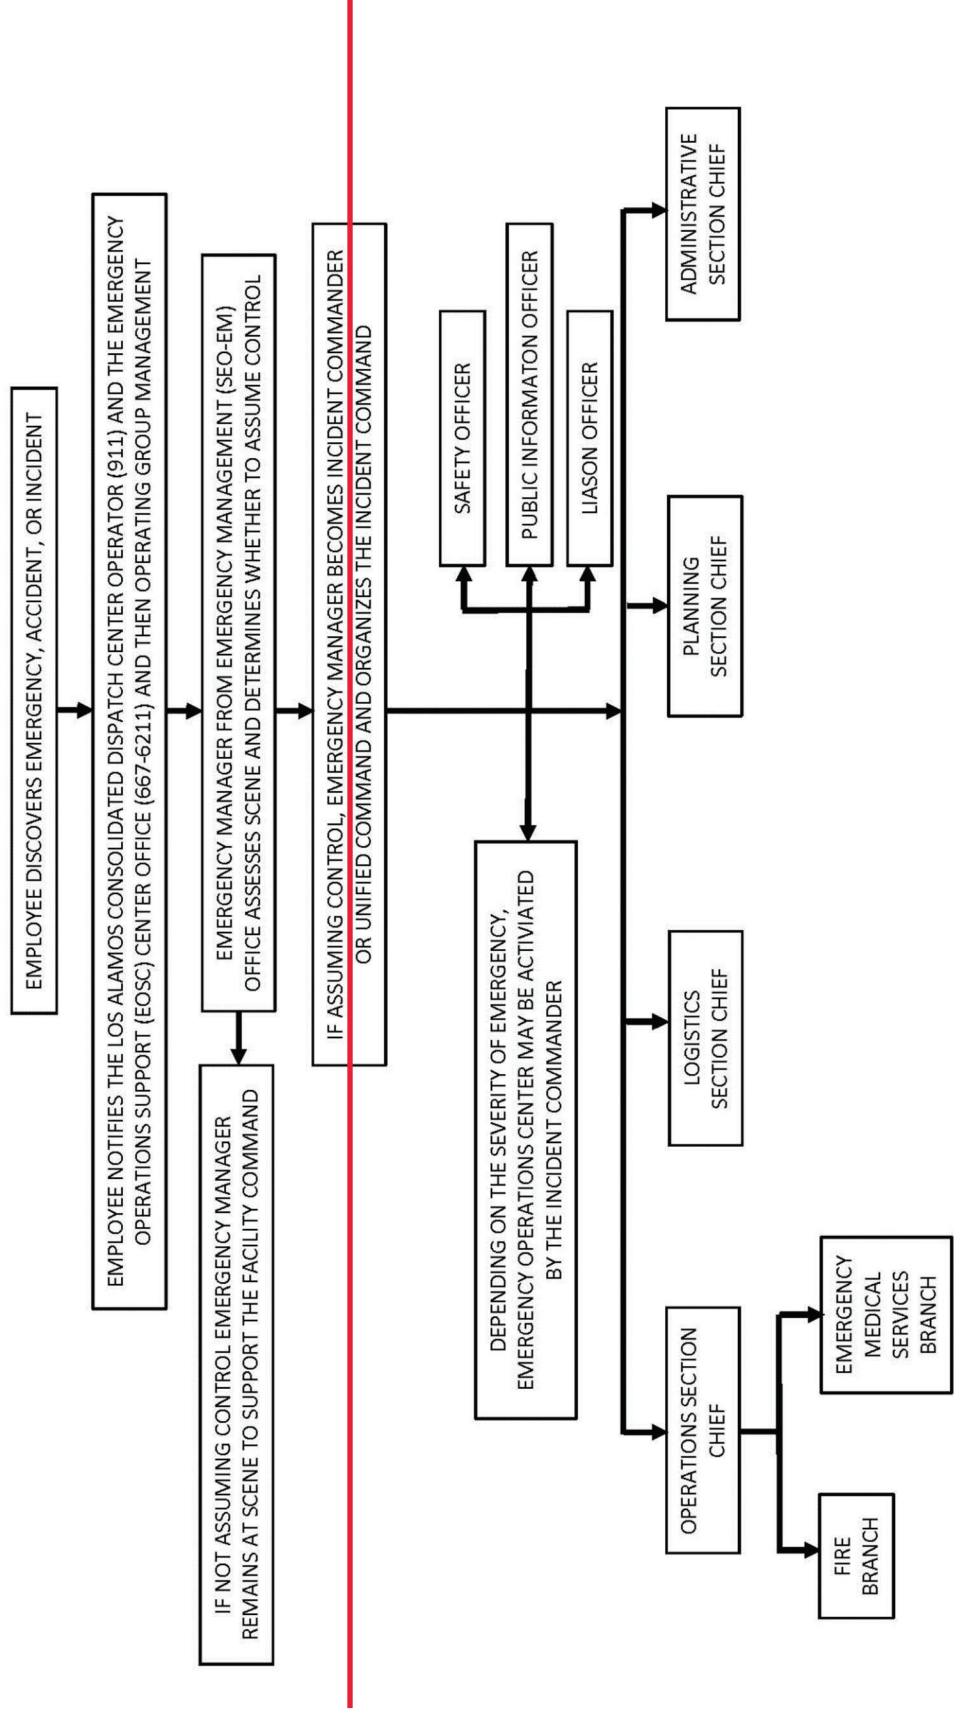 EMPLOYEE DISCOVERS EMERGENCY, ACCIDENT, OR INCIDENT
EMPLOYEE NOTIFIES THE LOS ALAMOS CONSOLIDATED DISPATCH CENTER OPERATOR (911) AND THE EMERGENCY
OPERATIONS SUPPORT (EOSC) CENTER OFFICE (667-6211) AND THEN OPERATING GROUP MANAGEMENT
EMERGENCY MANAGER FROM EMERGENCY MANAGEMENT (SEO-EM)
OFFICE ASSESSES SCENE AND DETERMINES WHETHER TO ASSUME CONTROL
IF NOT ASSUMING CONTROL EMERGENCY MANAGER
REMAINS AT SCENE TO SUPPORT THE FACILITY COMMAND
IF ASSUMING CONTROL, EMERGENCY MANAGER BECOMES INCIDENT COMMANDER
OR UNIFIED COMMAND AND ORGANIZES THE INCIDENT COMMAND
DEPENDING ON THE SEVERITY OF EMERGENCY,
EMERGENCY OPERATIONS CENTER MAY BE ACTIVIATED
BY THE INCIDENT COMMANDER
SAFETY OFFICER
PUBLIC INFORMATON OFFICER
LIASON OFFICER
OPERATIONS SECTION
CHIEF
LOGISTICS
SECTION CHIEF
PLANNING
SECTION CHIEF
ADMINISTRATIVE
SECTION CHIEF
FIRE
BRANCH
EMERGENCY
MEDICAL
SERVICES
BRANCH